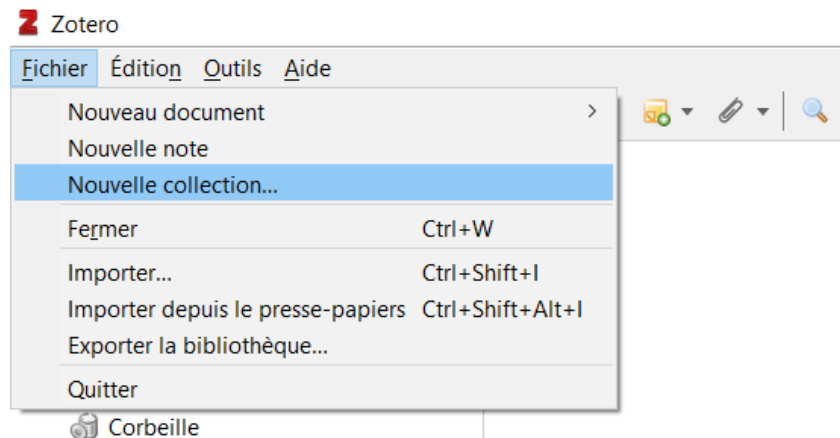 Zotero
Fichier Édition Outils Aide
Nouveau document
Nouvelle note
Nouvelle collection...
Fermer Ctrl+W
Importer... Ctrl+Shift+I
Importer depuis le presse-papiers Ctrl+Shift+Alt+I
Exporter la bibliothèque...
Quitter
Corbeille